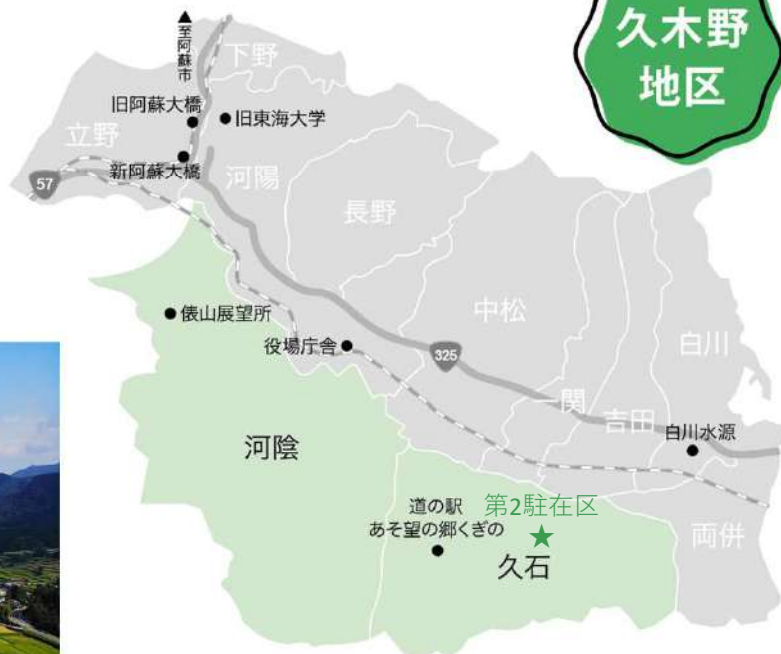 久木野
地区
至阿蘇市
下野
旧阿蘇大橋
旧東海大学
立野
新阿蘇大橋
河陽
57
長野
俵山展望所
中松
役場庁舎
325
白川
一関
吉田
白川水源
河陰
道の駅
あそ望の郷くぎの
第2駐在区
両併
久石